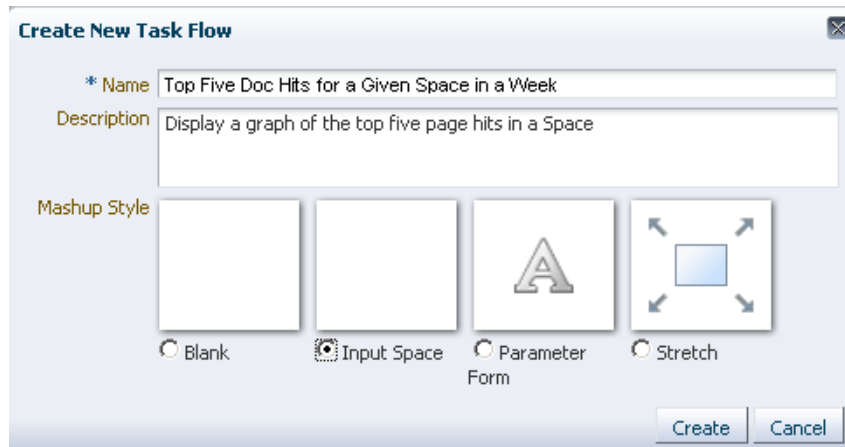 Create New Task Flow
* Name Top Five Doc Hits for a Given Space in a Week
Description Display a graph of the top five page hits in a Space
Mashup Style
A
Blank Input Space Parameter Form Stretch
Create Cancel